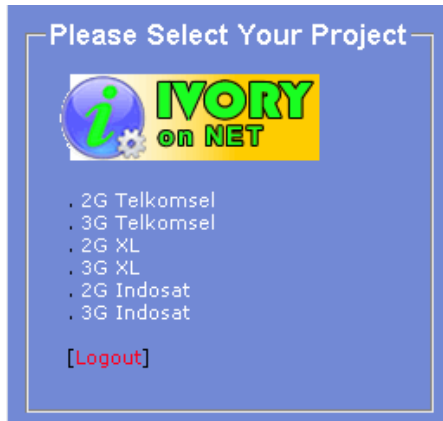 Please Select Your Project
i IVORY
on NET
. 2G Telkomsel
. 3G Telkomsel
. 2G XL
. 3G XL
. 2G Indosat
. 3G Indosat
[Logout]